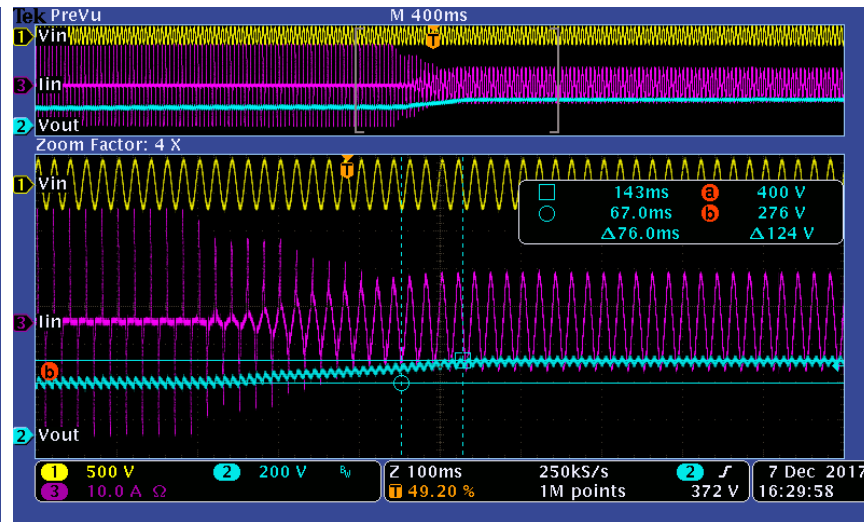 Tek PreVu M 400ms
1 Vin
T
3 Iin
2 Vout
Zoom Factor: 4 X
T
1 Vin
143ms a 400 V
67.0ms b 276 V
Δ76.0ms Δ124 V
3 Iin
b
2 Vout
1 500 V 2 200 V BW Z 100ms 250kS/s 2 7 Dec 2017
3 10.0 A Ω T 49.20 % 1M points 372 V 16:29:58